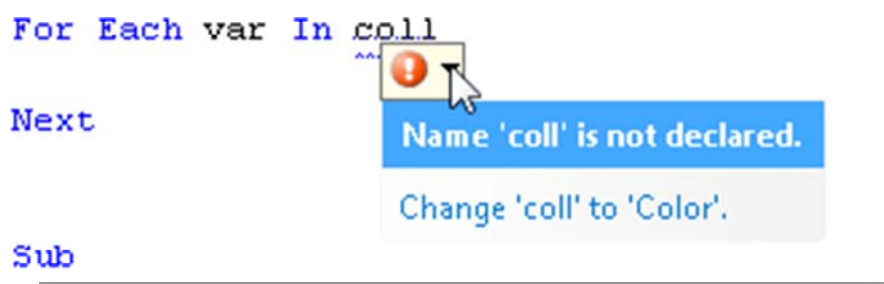 For Each var In coll
Next
Name 'coll' is not declared.
Change 'coll' to 'Color'.
Sub